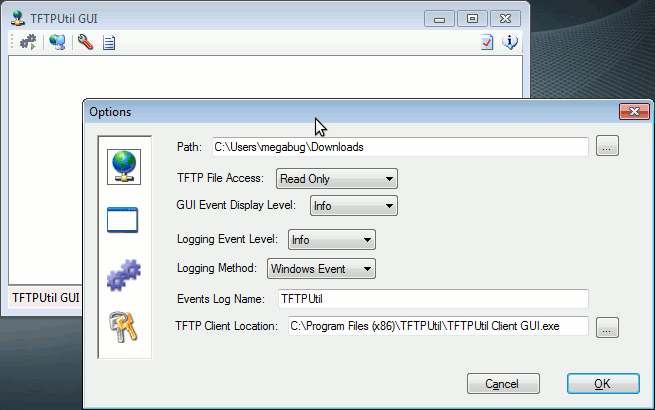 TFTPUtil GUI
Options
Path: C:\Users\megabug\Downloads ...
TFTP File Access: Read Only
GUI Event Display Level: Info
Logging Event Level: Info
Logging Method: Windows Event
TFTPUtil GUI
Events Log Name: TFTPUtil
TFTP Client Location: C:\Program Files (x86)\TFTPUtil\TFTPUtil Client GUI.exe ...
Cancel OK